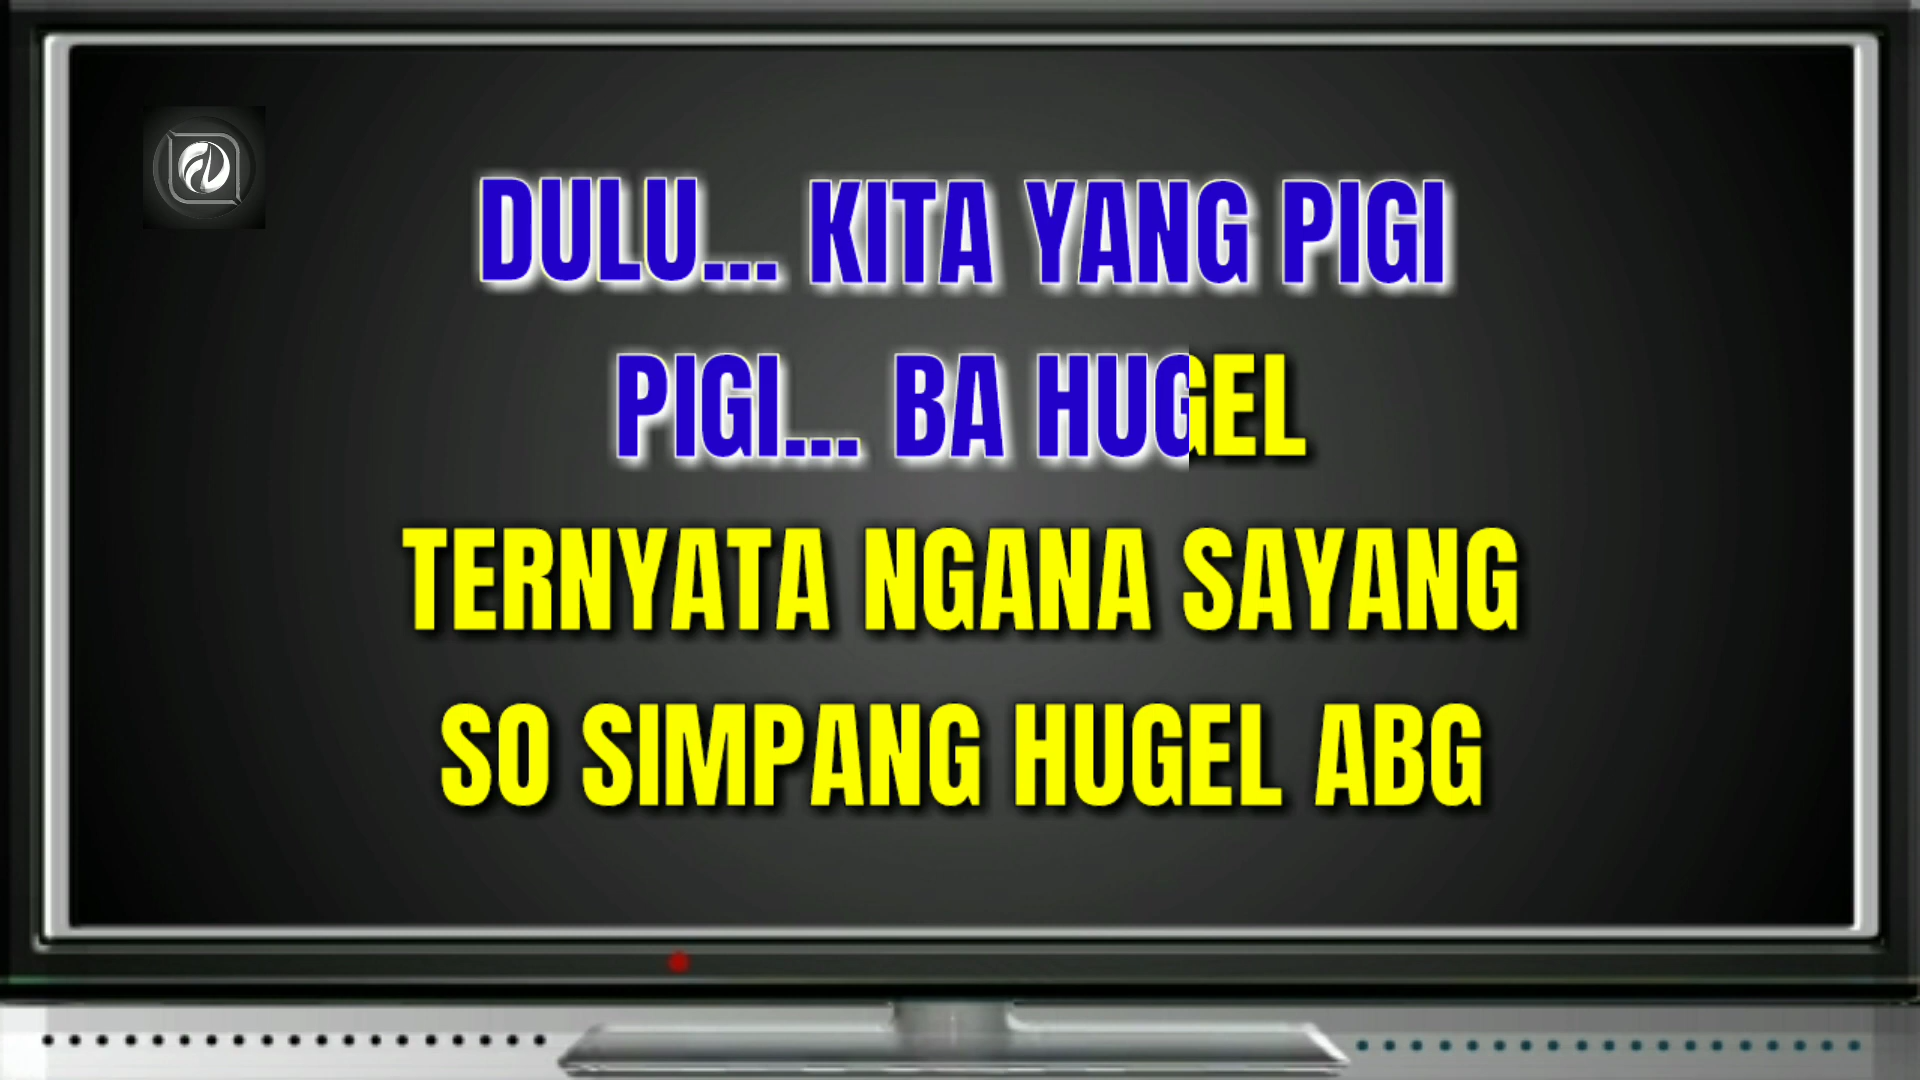 DULU... KITA YANG PIGI
PIGI... BA HUGEL
TERNYATA NGANA SAYANG
SO SIMPANG HUGEL ABG